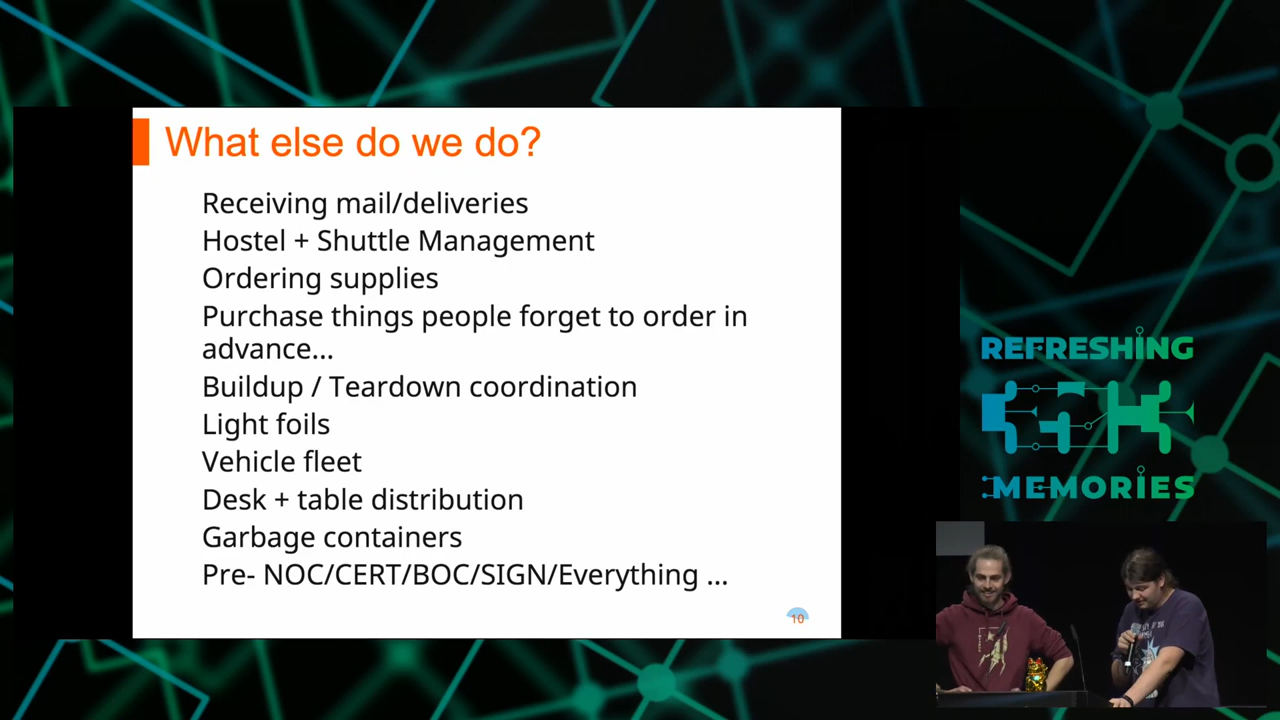 What else do we do?
Receiving mail/deliveries
Hostel + Shuttle Management
Ordering supplies
Purchase things people forget to order in
advance...
Buildup / Teardown coordination
Light foils
Vehicle fleet
Desk + table distribution
Garbage containers
Pre- NOC/CERT/BOC/SIGN/Everything ...
10
REFRESHING
MEMORIES